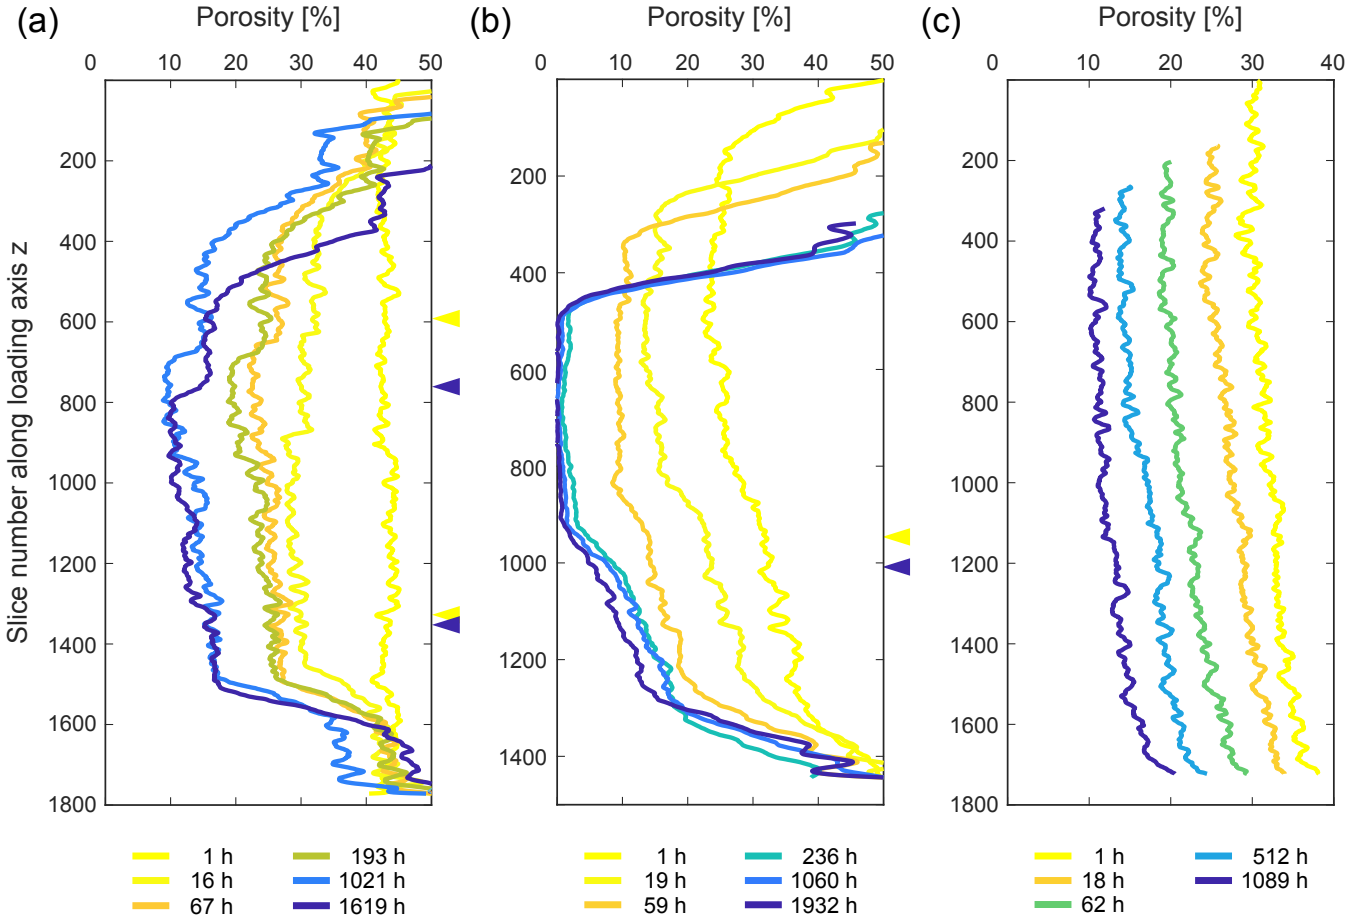 (a) Porosity [%]
0 10 20 30 40 50
200
400
600
800
1000
1200
1400
1600
1800
Slice number along loading axis z
1 h
16 h
67 h
193 h
1021 h
1619 h
(b) Porosity [%]
0 10 20 30 40 50
200
400
600
800
1000
1200
1400
1 h
19 h
59 h
236 h
1060 h
1932 h
(c) Porosity [%]
0 10 20 30 40
200
400
600
800
1000
1200
1400
1600
1800
1 h
18 h
62 h
512 h
1089 h